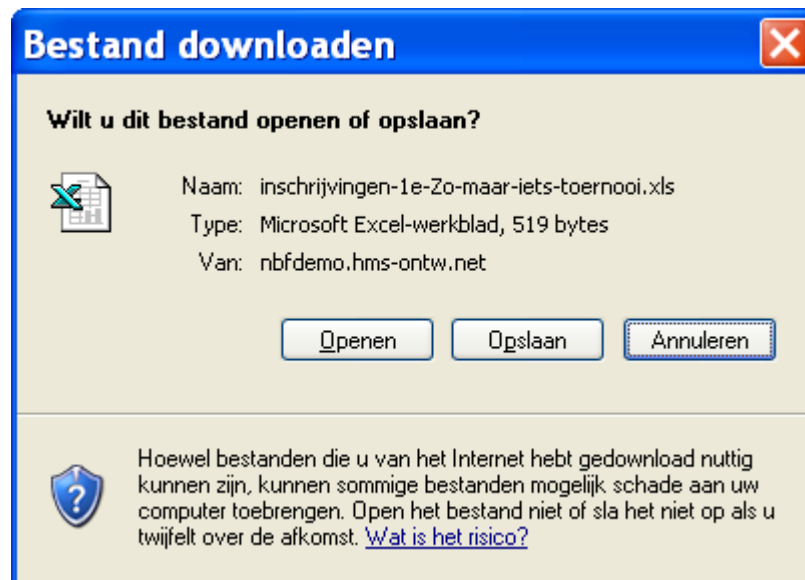 Bestand downloaden
Wilt u dit bestand openen of opslaan?
Naam: inschrijvingen-1e-Zo-maar-iets-toernooi.xls
Type: Microsoft Excel-werkblad, 519 bytes
Van: nbfdemo.hms-ontw.net
Openen Opslaan Annuleren
Hoewel bestanden die u van het Internet hebt gedownload nuttig
kunnen zijn, kunnen sommige bestanden mogelijk schade aan uw
computer toebrengen. Open het bestand niet of sla het niet op als u
twijfelt over de afkomst. Wat is het risico?